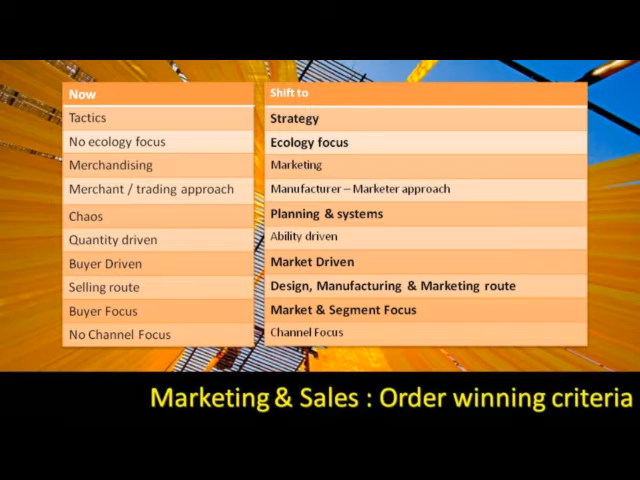 Now
Shift to
Tactics
Strategy
No ecology focus
Ecology focus
Merchandising
Marketing
Merchant / trading approach
Manufacturer – Marketer approach
Chaos
Planning & systems
Quantity driven
Ability driven
Buyer Driven
Market Driven
Selling route
Design, Manufacturing & Marketing route
Buyer Focus
Market & Segment Focus
No Channel Focus
Channel Focus
Marketing & Sales : Order winning criteria